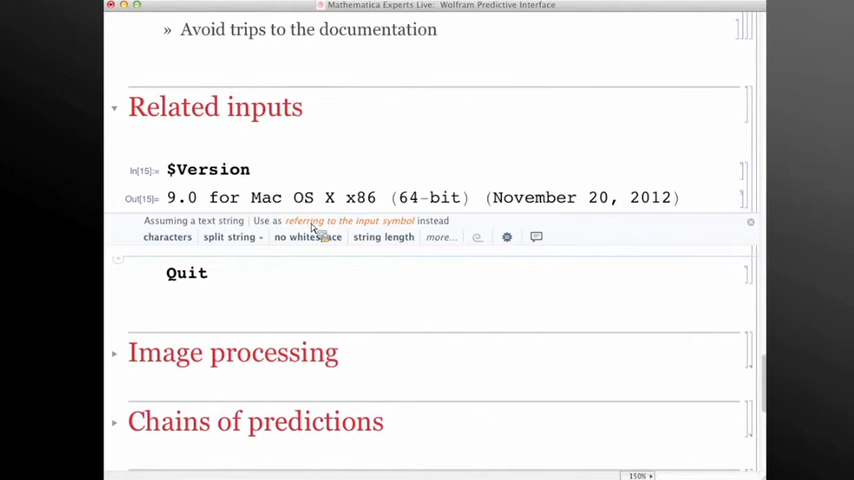 Mathematica Experts Live: Wolfram Predictive Interface
» Avoid trips to the documentation
Related inputs
In[15]:= $Version
Out[15]= 9.0 for Mac OS X x86 (64-bit) (November 20, 2012)
Assuming a text string | Use as referring to the input symbol instead
characters split string no whitespace string length more...
Quit
Image processing
Chains of predictions
150%